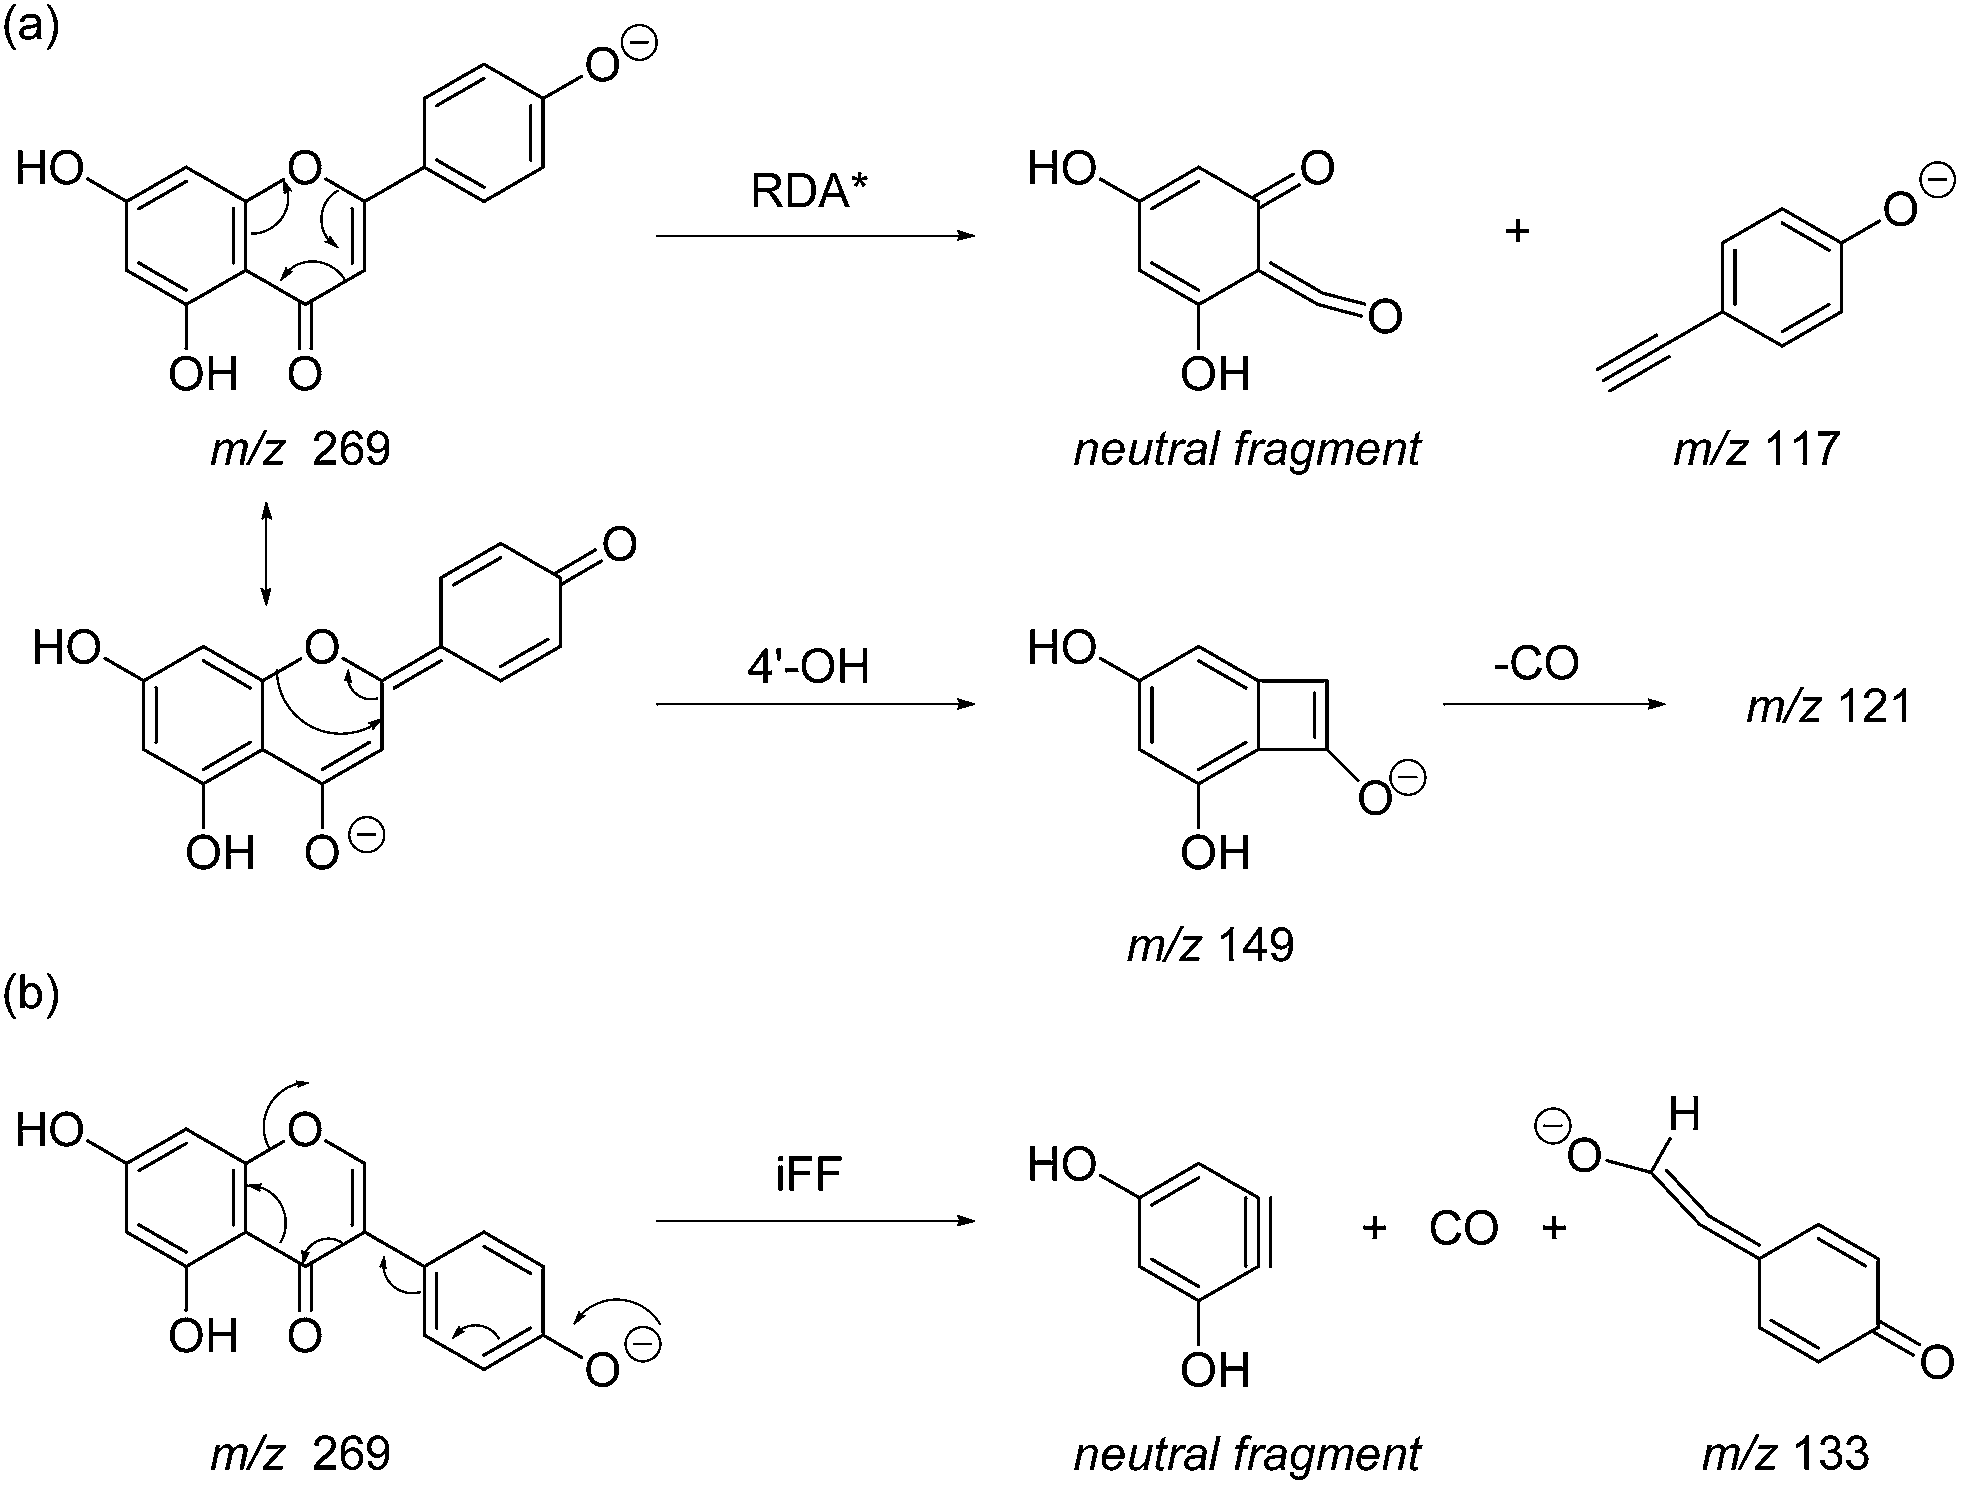 (a)
O⊖
HO O
OH O
m/z 269
RDA*
HO O
O
OH
neutral fragment
+
O⊖
m/z 117
O
HO O
OH O⊖
4'-OH
HO
O⊖
OH
m/z 149
-CO
m/z 121
(b)
HO O
OH O
O⊖
m/z 269
iFF
HO
OH
neutral fragment
+ CO +
⊖
O H
O
m/z 133